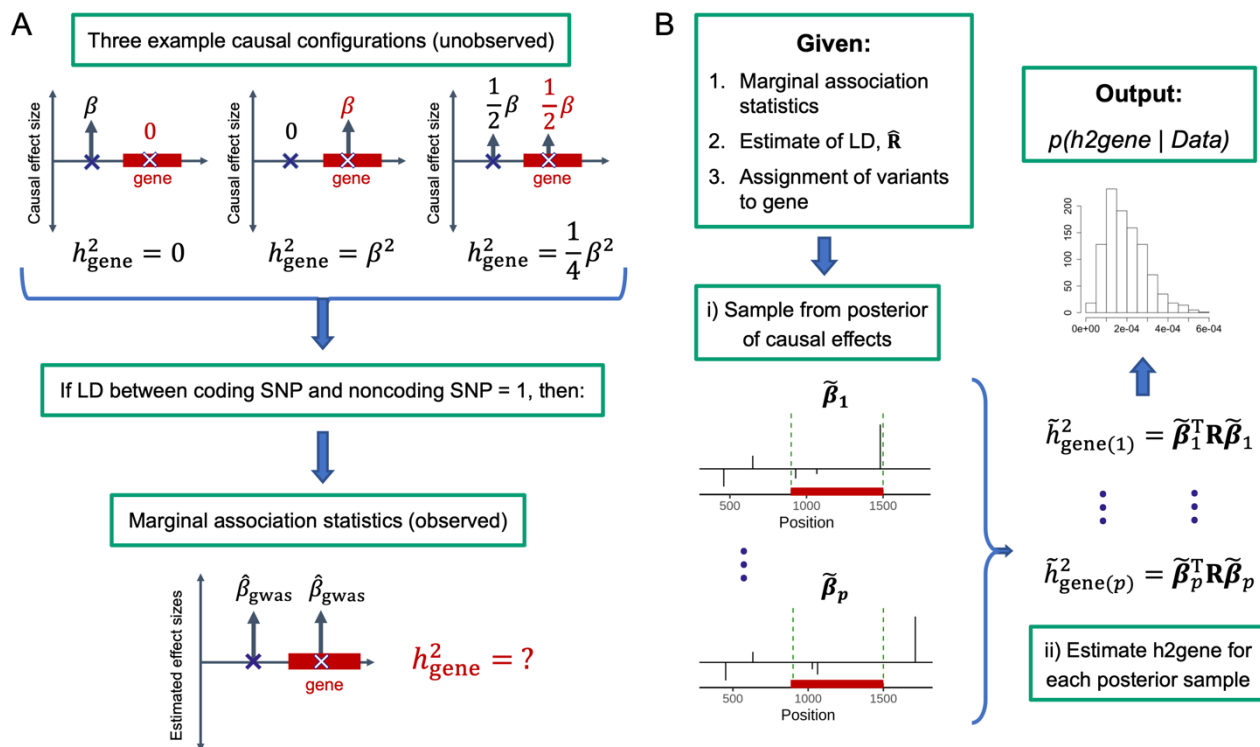 A
Three example causal configurations (unobserved)
Causal effect size
β
0
gene
h²gene = 0
Causal effect size
0
β
gene
h²gene = β²
Causal effect size
1/2 β
1/2 β
gene
h²gene = 1/4 β²
If LD between coding SNP and noncoding SNP = 1, then:
Marginal association statistics (observed)
Estimated effect sizes
β̂gwas
β̂gwas
gene
h²gene = ?
B
Given:
1. Marginal association
statistics
2. Estimate of LD, R̂
3. Assignment of variants
to gene
i) Sample from posterior
of causal effects
β̃₁
500
1000
1500
Position
β̃ₚ
500
1000
1500
Position
Output:
p(h2gene | Data)
200
150
100
50
0
0e+00
2e-04
4e-04
6e-04
h̃²gene(1) = β̃₁ᵀRβ̃₁
h̃²gene(p) = β̃ₚᵀRβ̃ₚ
ii) Estimate h2gene for
each posterior sample